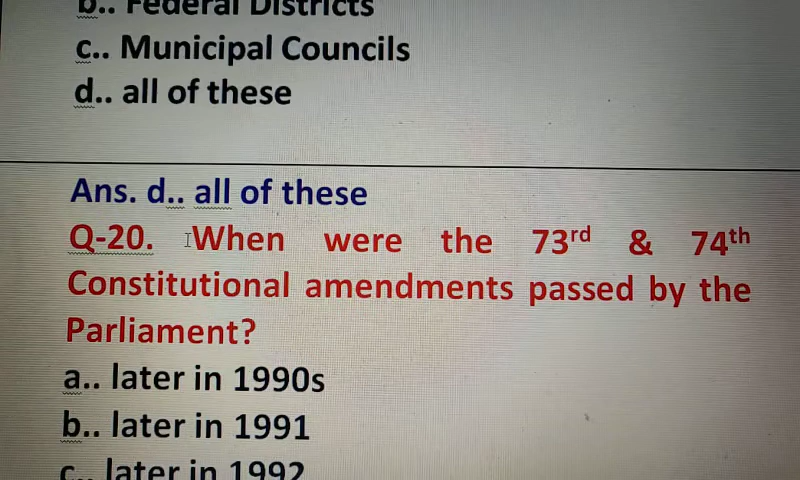 b.. Federal Districts
c.. Municipal Councils
d.. all of these
Ans. d.. all of these
Q-20. When were the 73rd & 74th
Constitutional amendments passed by the
Parliament?
a.. later in 1990s
b.. later in 1991
c.. later in 1992